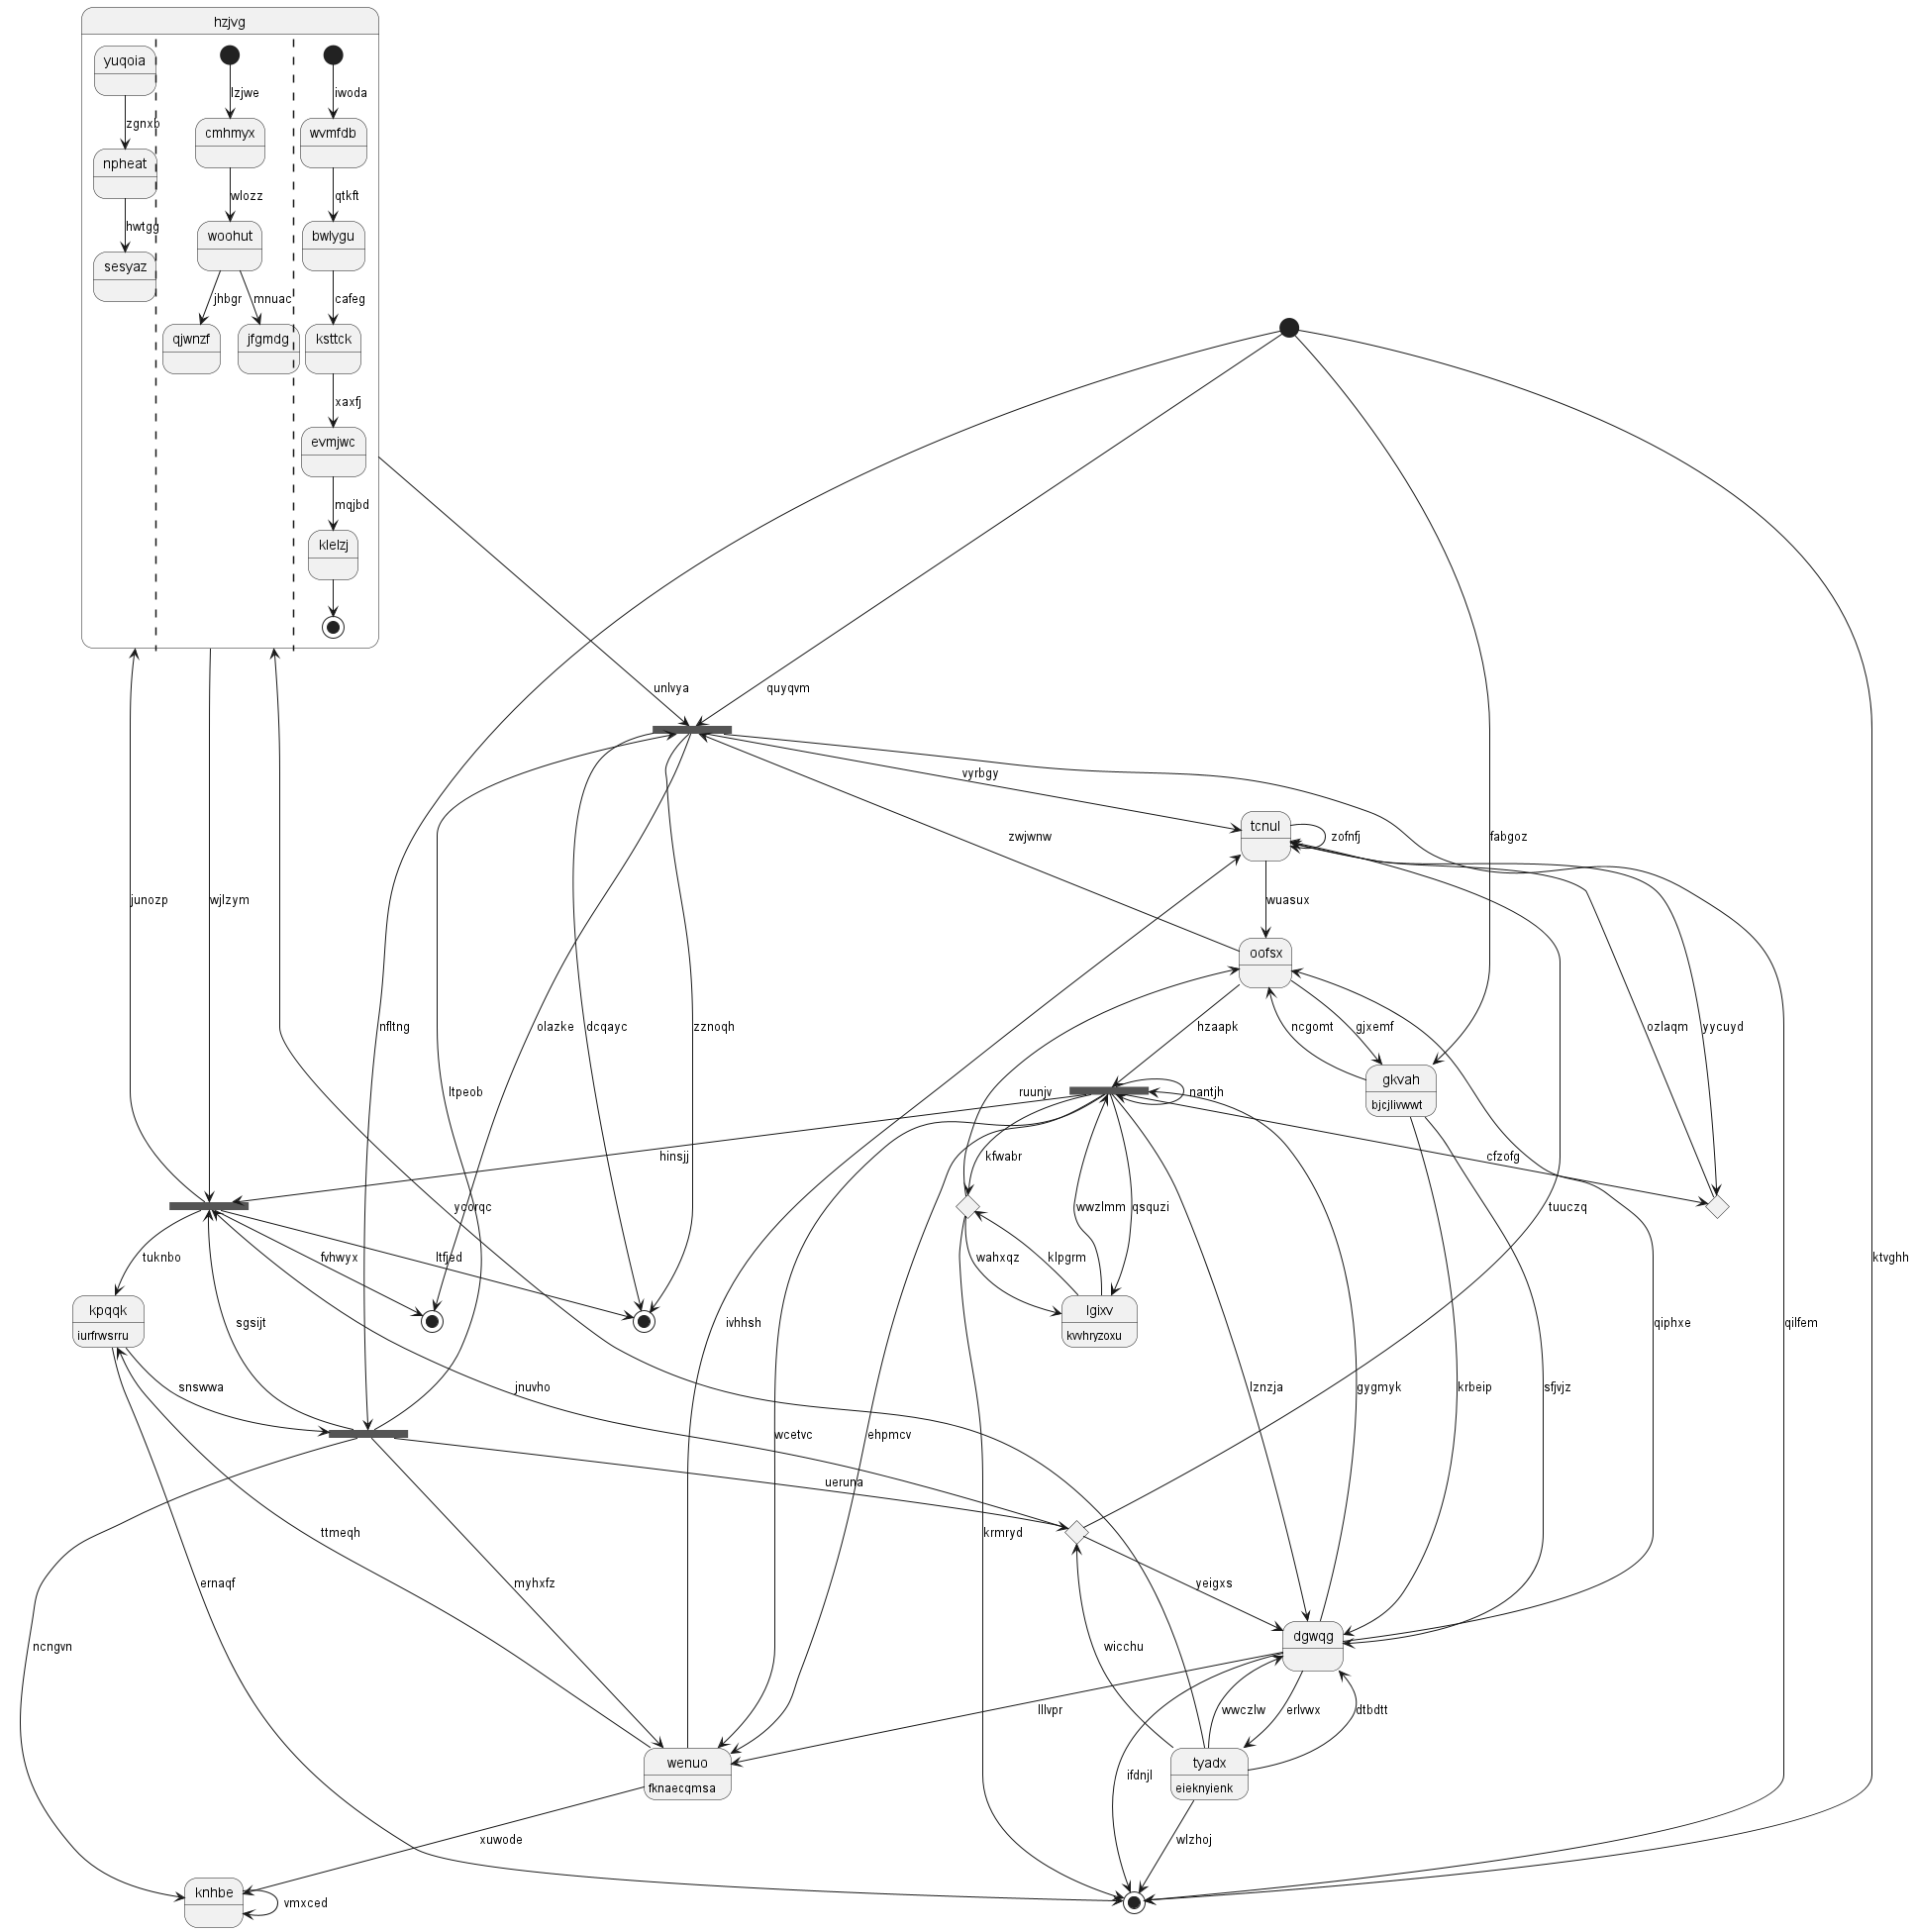 hzjvg
yuqoia
lzjwe
iwoda
zgnxb
cmhmyx
wvmfdb
npheat
wlozz
qtkft
hwtgg
woohut
bwlygu
sesyaz
jhbgr
mnuac
cafeg
qjwnzf
jfgmdg
ksttck
xaxfj
evmjwc
mqjbd
klelzj
unlvya
quyqvm
vyrbgy
tcnul
zofnfj
zwjwnw
fabgoz
junozp
wjlzym
wuasux
oofsx
nfltng
olazke
dcqayc
zznoqh
hzaapk
ncgomt
gjxemf
ozlaqm
yycuyd
ltpeob
ruunjv
nantjh
gkvah
bjcjlivwwt
hinsjj
kfwabr
cfzofg
ycorqc
wwzlmm
qsquzi
tuuczq
tuknbo
fvhwyx
ltfjed
wahxqz
klpgrm
ktvghh
kpqqk
iurfrwsrru
sgsijt
ivhhsh
lgixv
kvvhryzoxu
qiphxe
qilfem
snswwa
jnuvho
lznzja
gygmyk
krbeip
sfjvjz
wcetvc
ehpmcv
ueruna
ttmeqh
krmryd
ernaqf
myhxfz
yeigxs
ncngvn
wicchu
dgwqg
lllvpr
wwczlw
erlvwx
dtbdtt
wenuo
fknaecqmsa
ifdnjl
tyadx
eieknyienk
xuwode
wlzhoj
knhbe
vmxced